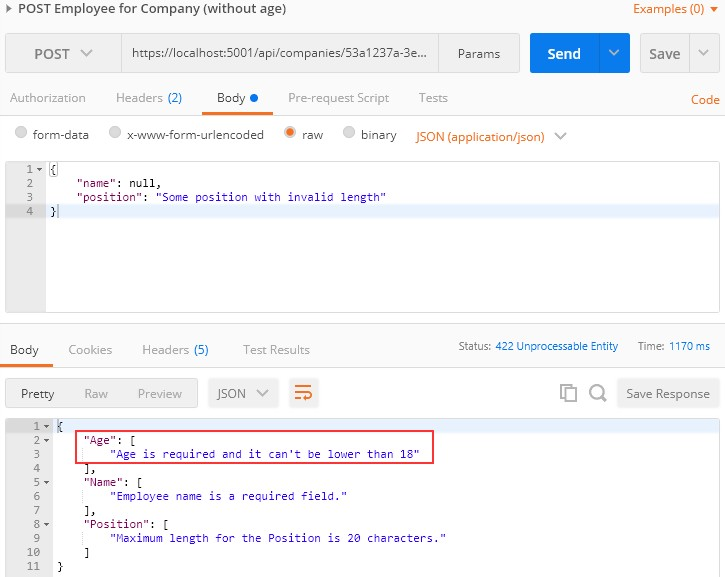 POST Employee for Company (without age) Examples (0)
POST https://localhost:5001/api/companies/53a1237a-3e... Params Send Save
Authorization Headers (2) Body Pre-request Script Tests Code
form-data x-www-form-urlencoded raw binary JSON (application/json)
1 {
2 "name": null,
3 "position": "Some position with invalid length"
4 }
Body Cookies Headers (5) Test Results Status: 422 Unprocessable Entity Time: 1170 ms
Pretty Raw Preview JSON Save Response
1 {
2 "Age": [
3 "Age is required and it can't be lower than 18"
4 ],
5 "Name": [
6 "Employee name is a required field."
7 ],
8 "Position": [
9 "Maximum length for the Position is 20 characters."
10 ]
11 }